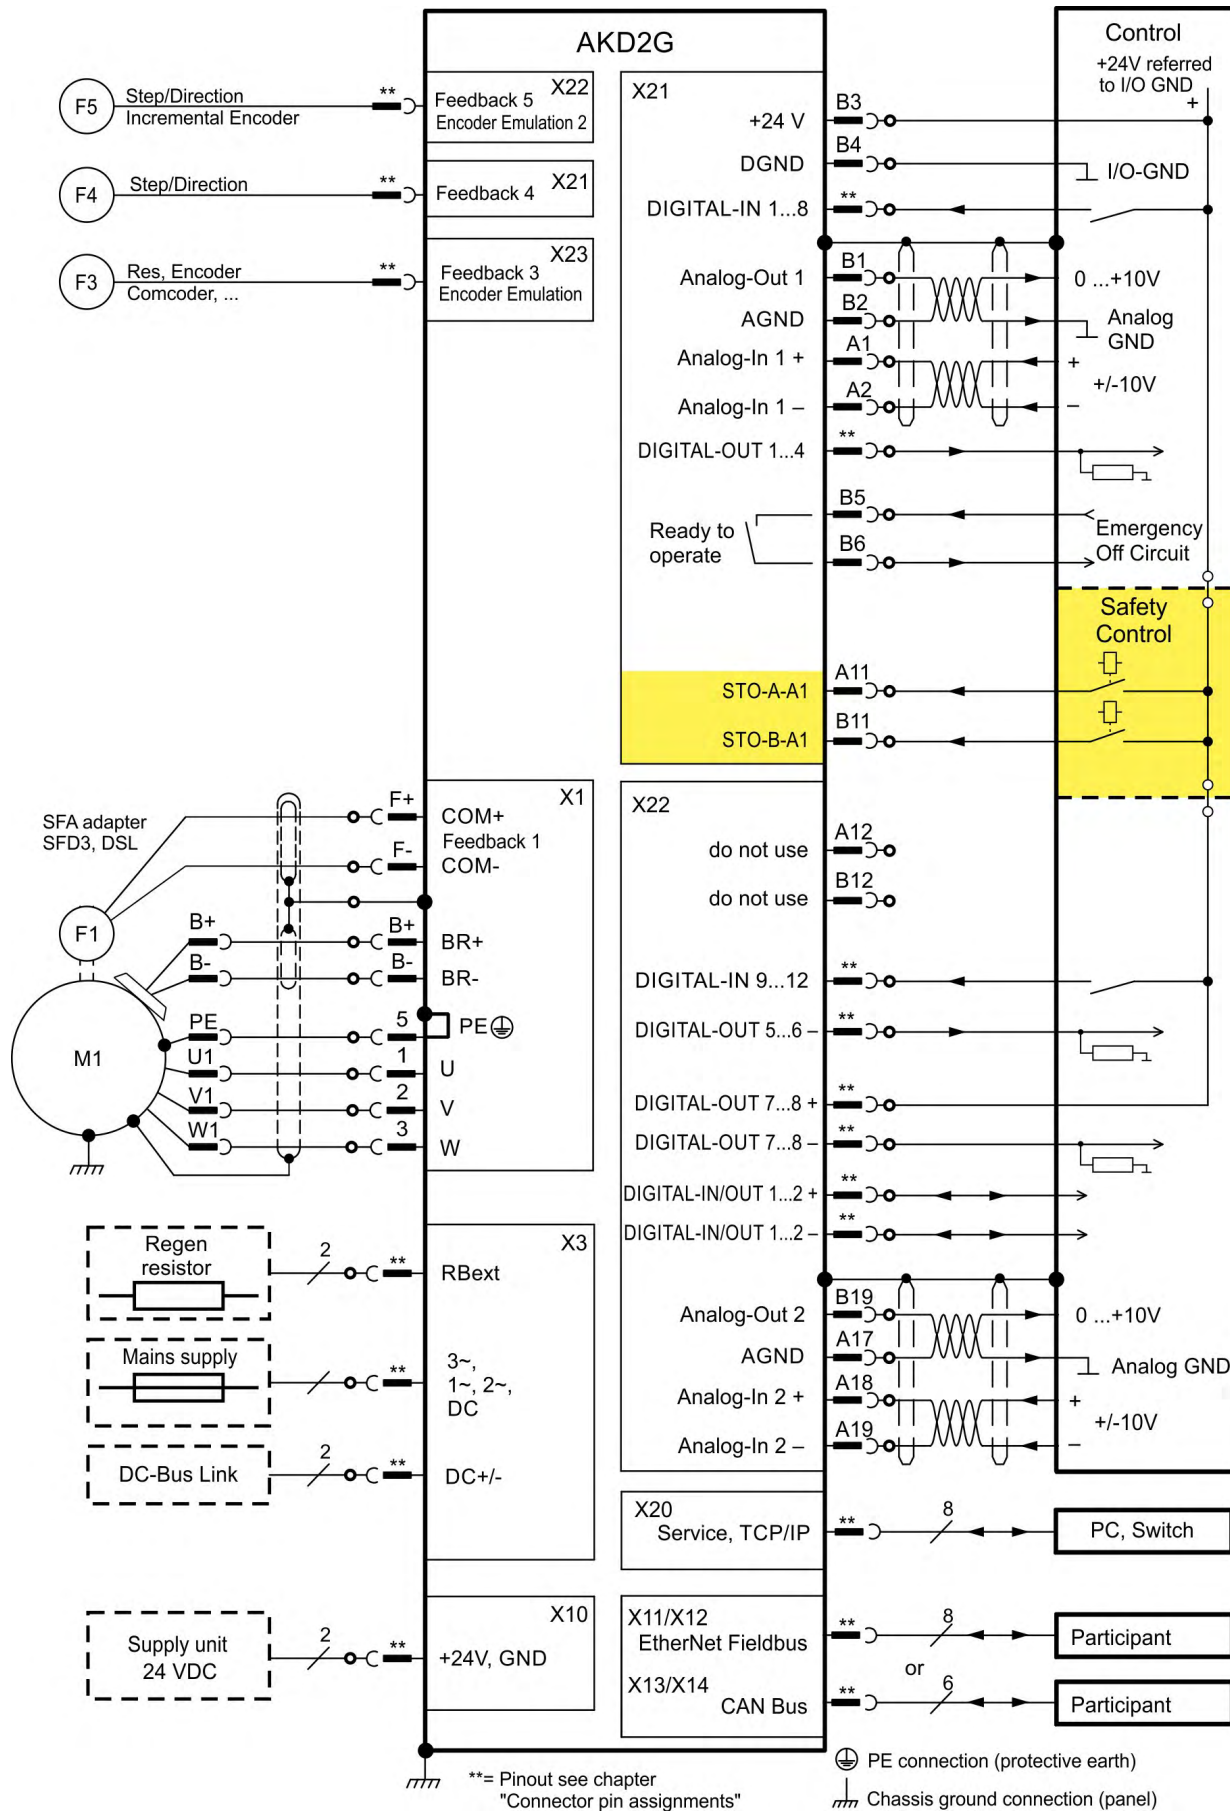 AKD2G
Control
+24V referred
to I/O GND
+
F5
Step/Direction
Incremental Encoder
**
X22
Feedback 5
Encoder Emulation 2
F4
Step/Direction
**
X21
Feedback 4
F3
Res, Encoder
Comcoder, ...
**
X23
Feedback 3
Encoder Emulation
X21
+24 V
B3
DGND
B4
I/O-GND
DIGITAL-IN 1...8
**
Analog-Out 1
B1
0 ...+10V
AGND
B2
Analog
GND
Analog-In 1 +
A1
+
+/-10V
Analog-In 1 –
A2
–
DIGITAL-OUT 1...4
**
Ready to
operate
B5
B6
Emergency
Off Circuit
Safety
Control
STO-A-A1
A11
STO-B-A1
B11
SFA adapter
SFD3, DSL
F1
M1
X1
F+
COM+
Feedback 1
F-
COM-
B+
B+
BR+
B-
B-
BR-
PE
5
PE
U1
1
U
V1
2
V
W1
3
W
X22
do not use
A12
do not use
B12
DIGITAL-IN 9...12
**
DIGITAL-OUT 5...6 –
**
DIGITAL-OUT 7...8 +
**
DIGITAL-OUT 7...8 –
**
DIGITAL-IN/OUT 1...2 +
**
DIGITAL-IN/OUT 1...2 –
**
Analog-Out 2
B19
0 ...+10V
AGND
A17
Analog GND
Analog-In 2 +
A18
+
+/-10V
Analog-In 2 –
A19
–
Regen
resistor
2
**
X3
RBext
Mains supply
**
3~,
1~, 2~,
DC
DC-Bus Link
2
**
DC+/-
X20
Service, TCP/IP
**
8
PC, Switch
Supply unit
24 VDC
2
**
X10
+24V, GND
X11/X12
EtherNet Fieldbus
**
8
Participant
or
X13/X14
CAN Bus
**
6
Participant
**= Pinout see chapter
"Connector pin assignments"
PE connection (protective earth)
Chassis ground connection (panel)